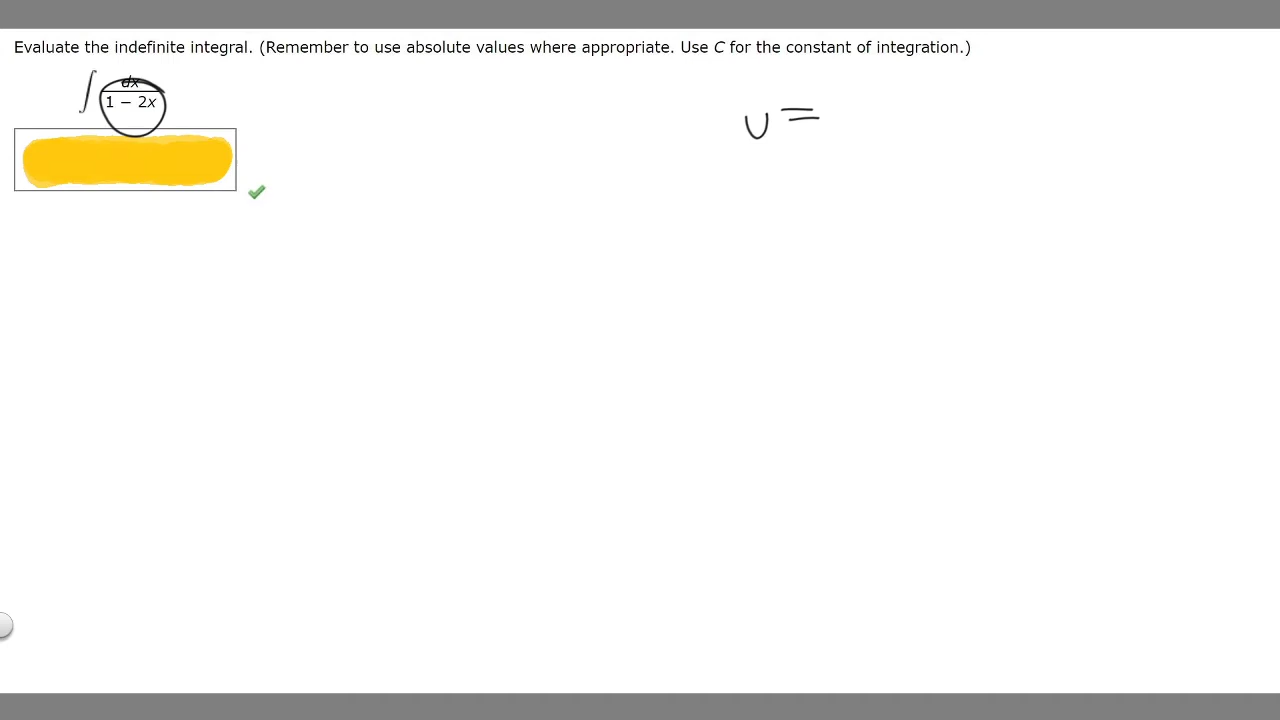 Evaluate the indefinite integral. (Remember to use absolute values where appropriate. Use C for the constant of integration.)
∫ dx / (1 − 2x)
u =